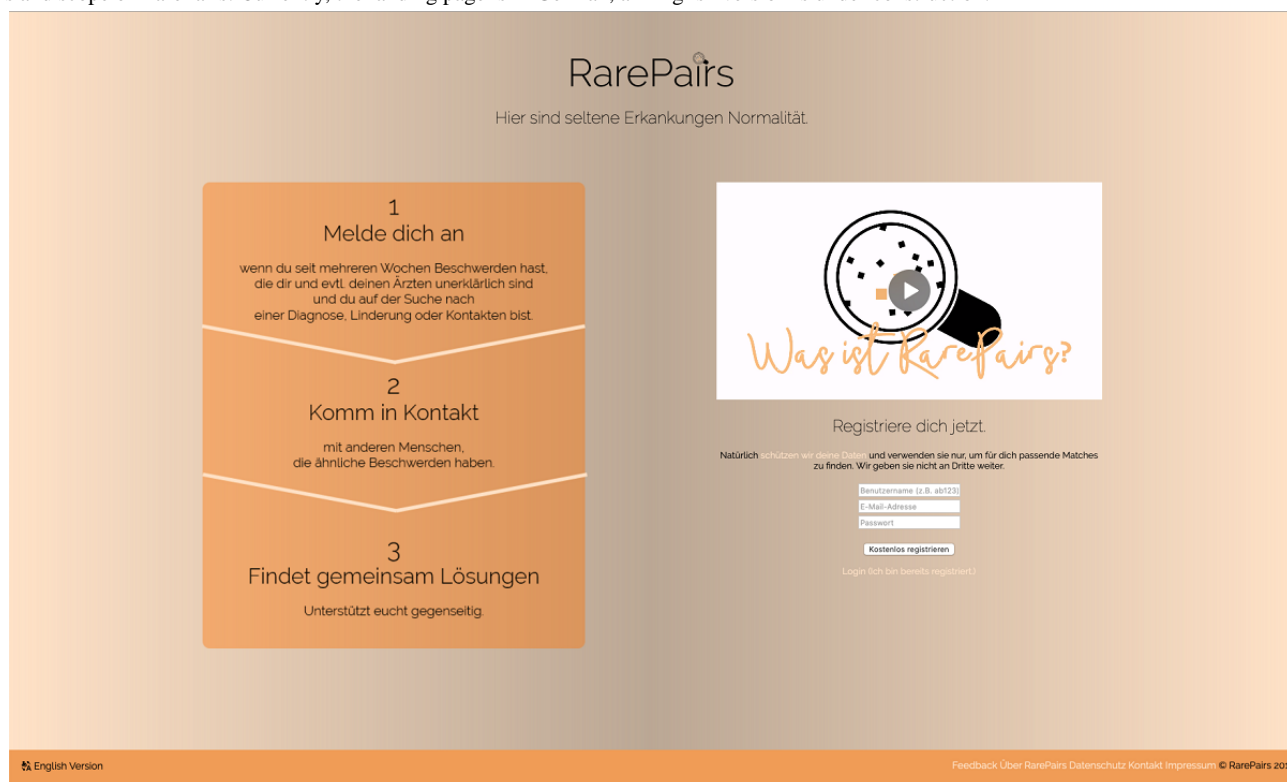 RarePairs
Hier sind seltene Erkankungen Normalität.
1
Melde dich an
wenn du seit mehreren Wochen Beschwerden hast,
die dir und evtl. deinen Ärzten unerklärlich sind
und du auf der Suche nach
einer Diagnose, Linderung oder Kontakten bist.
2
Komm in Kontakt
mit anderen Menschen,
die ähnliche Beschwerden haben.
3
Findet gemeinsam Lösungen
Unterstützt eucht gegenseitig.
Was ist RarePairs?
Registriere dich jetzt.
Natürlich schützen wir deine Daten und verwenden sie nur, um für dich passende Matches
zu finden. Wir geben sie nicht an Dritte weiter.
Benutzername (z.B. ab123)
E-Mail-Adresse
Passwort
Kostenlos registrieren
Login (Ich bin bereits registriert.)
English Version
Feedback Über RarePairs Datenschutz Kontakt Impressum © RarePairs